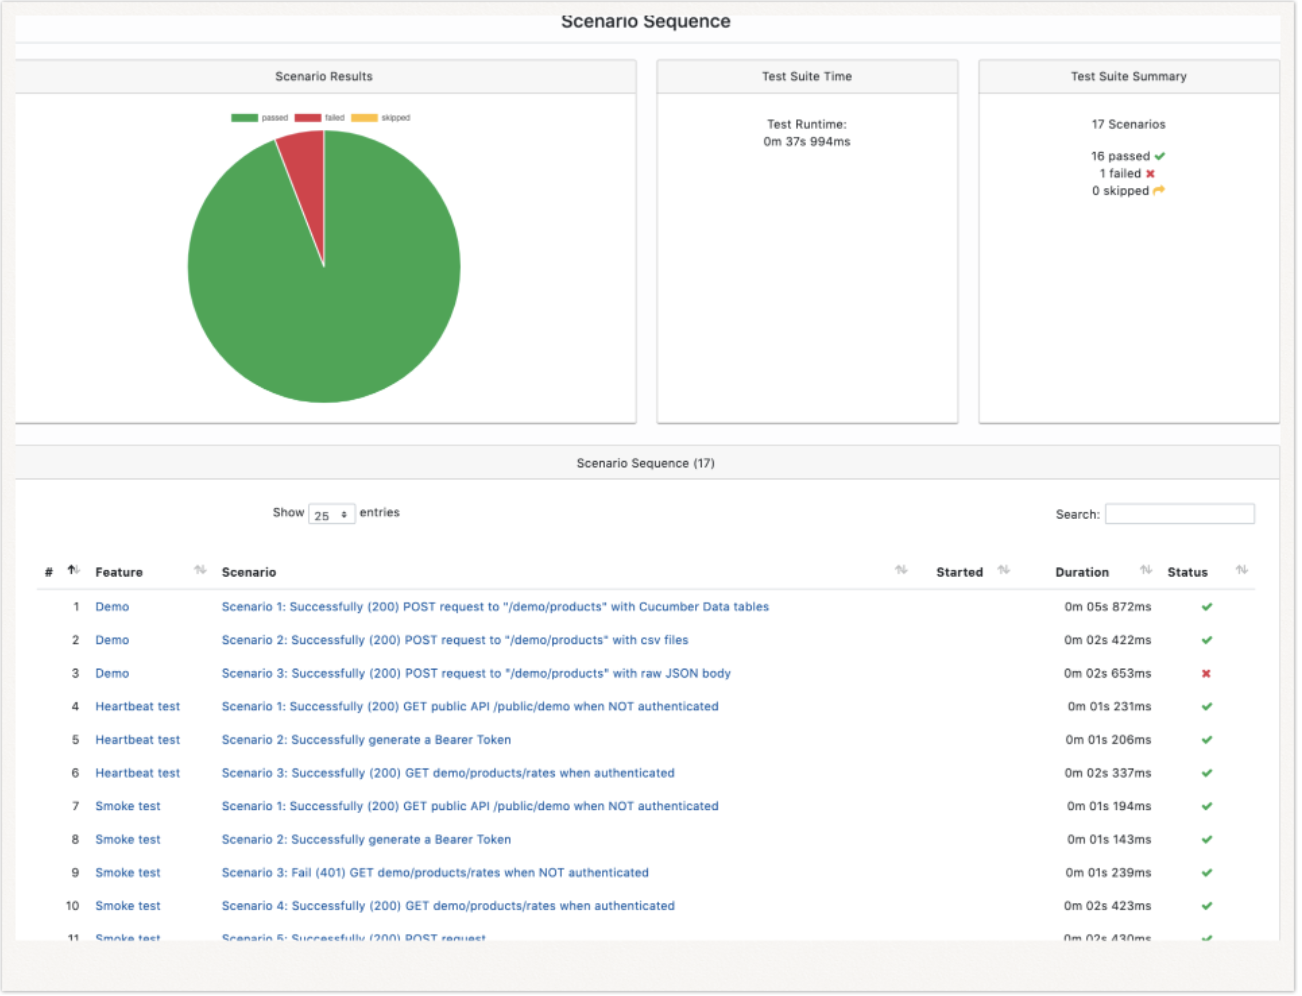 Scenario Sequence
Scenario Results
passed failed skipped
Test Suite Time
Test Runtime:
0m 37s 994ms
Test Suite Summary
17 Scenarios
16 passed
1 failed
0 skipped
Scenario Sequence (17)
Show 25 entries
Search:
# Feature Scenario Started Duration Status
1 Demo Scenario 1: Successfully (200) POST request to "/demo/products" with Cucumber Data tables 0m 05s 872ms
2 Demo Scenario 2: Successfully (200) POST request to "/demo/products" with csv files 0m 02s 422ms
3 Demo Scenario 3: Successfully (200) POST request to "/demo/products" with raw JSON body 0m 02s 653ms
4 Heartbeat test Scenario 1: Successfully (200) GET public API /public/demo when NOT authenticated 0m 01s 231ms
5 Heartbeat test Scenario 2: Successfully generate a Bearer Token 0m 01s 206ms
6 Heartbeat test Scenario 3: Successfully (200) GET demo/products/rates when authenticated 0m 02s 337ms
7 Smoke test Scenario 1: Successfully (200) GET public API /public/demo when NOT authenticated 0m 01s 194ms
8 Smoke test Scenario 2: Successfully generate a Bearer Token 0m 01s 143ms
9 Smoke test Scenario 3: Fail (401) GET demo/products/rates when NOT authenticated 0m 01s 239ms
10 Smoke test Scenario 4: Successfully (200) GET demo/products/rates when authenticated 0m 02s 423ms
11 Smoke test Scenario 5: Successfully (200) POST request 0m 02s 430ms